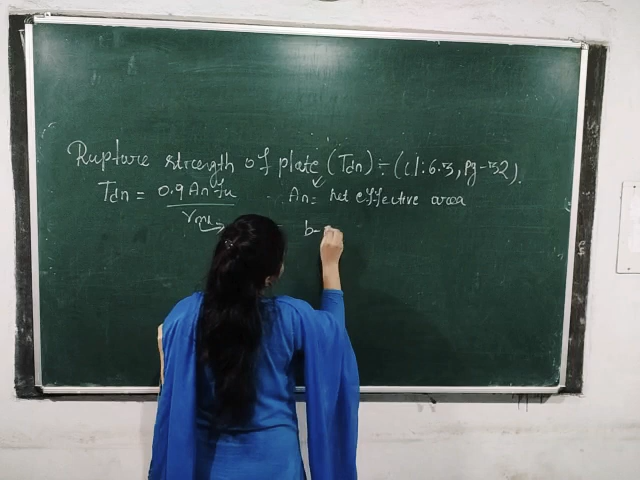 Rupture strength of plate (Tdn) :- (Cl:6.3, Pg-32).
Tdn = 0.9 An fu An = net effective area
γm1 b-